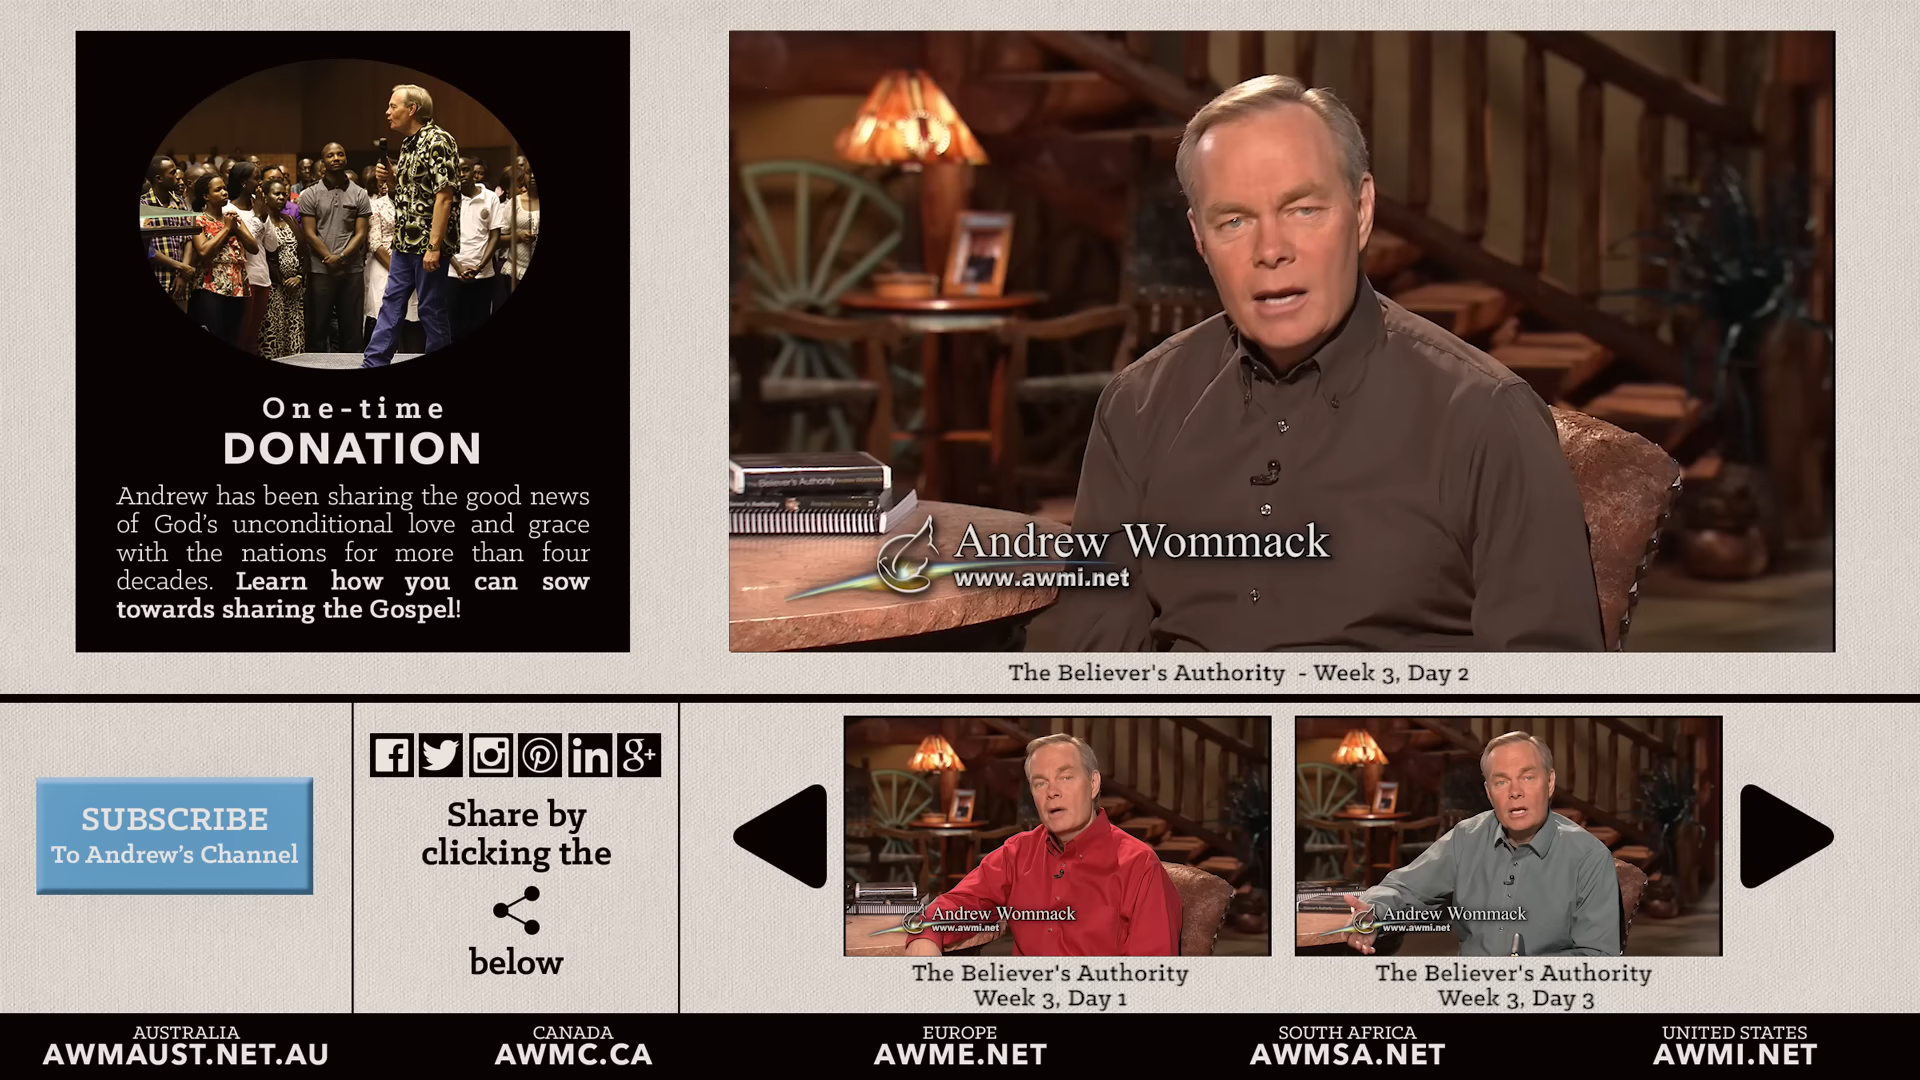 One-time
DONATION
Andrew has been sharing the good news
of God's unconditional love and grace
with the nations for more than four
decades. Learn how you can sow
towards sharing the Gospel!
Believer's Authority Andrew Wommack
Andrew Wommack
www.awmi.net
The Believer's Authority - Week 3, Day 2
SUBSCRIBE
To Andrew's Channel
Share by
clicking the
below
Andrew Wommack
www.awmi.net
The Believer's Authority
Week 3, Day 1
Andrew Wommack
www.awmi.net
The Believer's Authority
Week 3, Day 3
AUSTRALIA
AWMAUST.NET.AU
CANADA
AWMC.CA
EUROPE
AWME.NET
SOUTH AFRICA
AWMSA.NET
UNITED STATES
AWMI.NET